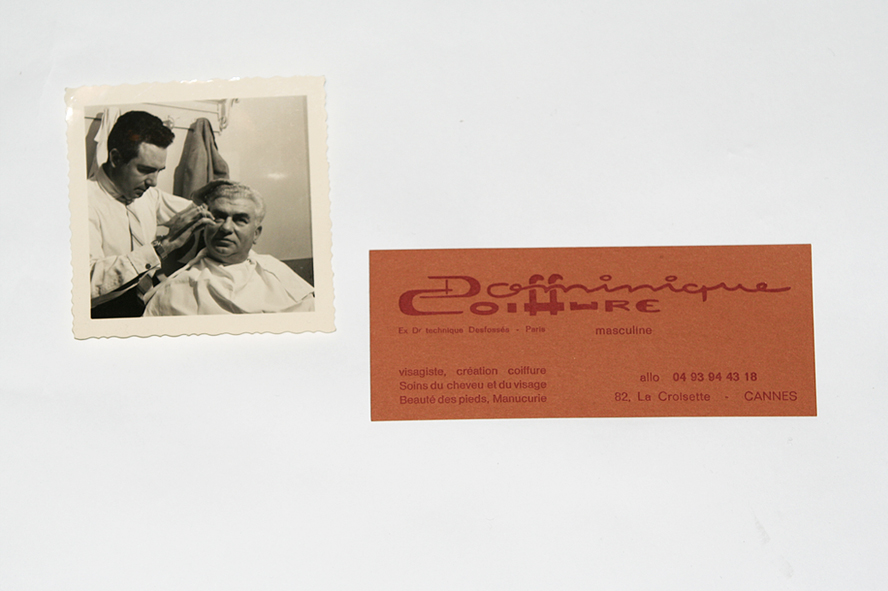 Dominique
COIFFURE
Ex Dr technique Desfossés - Paris
masculine
visagiste, création coiffure
Soins du cheveu et du visage
Beauté des pieds, Manucurie
allo 04 93 94 43 18
82, La Croisette - CANNES